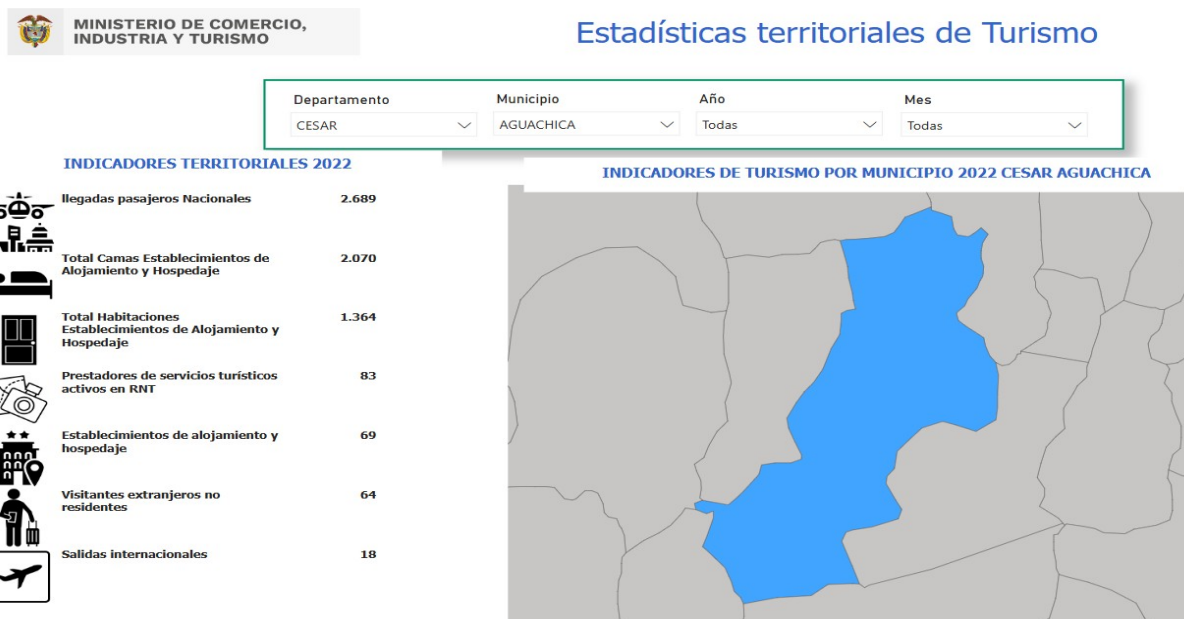 MINISTERIO DE COMERCIO,
INDUSTRIA Y TURISMO
Estadísticas territoriales de Turismo
Departamento
CESAR
Municipio
AGUACHICA
Año
Todas
Mes
Todas
INDICADORES TERRITORIALES 2022
llegadas pasajeros Nacionales 2.689
Total Camas Establecimientos de
Alojamiento y Hospedaje 2.070
Total Habitaciones 1.364
Establecimientos de Alojamiento y
Hospedaje
Prestadores de servicios turísticos 83
activos en RNT
Establecimientos de alojamiento y 69
hospedaje
Visitantes extranjeros no 64
residentes
Salidas internacionales 18
INDICADORES DE TURISMO POR MUNICIPIO 2022 CESAR AGUACHICA